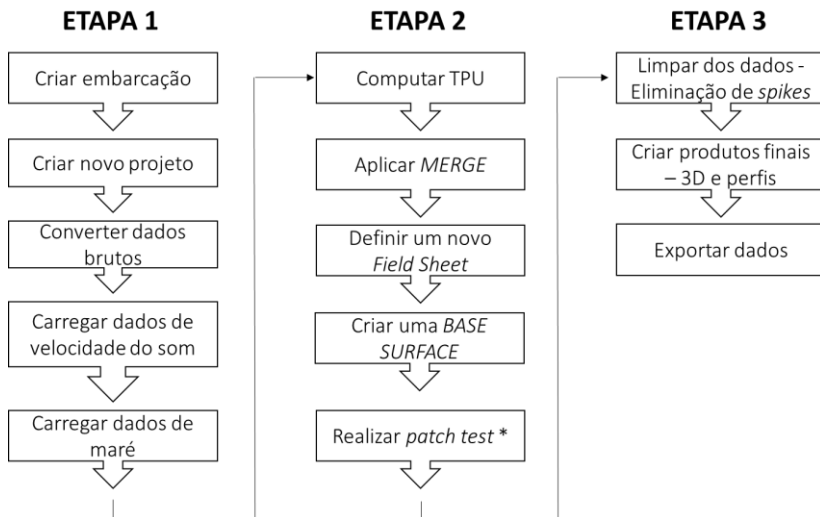 ETAPA 1
Criar embarcação
Criar novo projeto
Converter dados
brutos
Carregar dados de
velocidade do som
Carregar dados de
maré
ETAPA 2
Computar TPU
Aplicar MERGE
Definir um novo
Field Sheet
Criar uma BASE
SURFACE
Realizar patch test *
ETAPA 3
Limpar dos dados -
Eliminação de spikes
Criar produtos finais
– 3D e perfis
Exportar dados